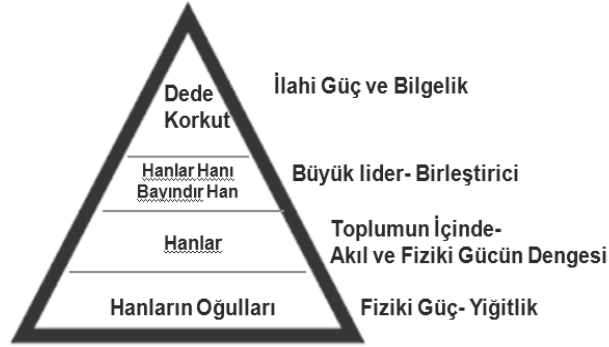 Dede
Korkut
İlahi Güç ve Bilgelik
Hanlar Hanı
Bayındır Han
Büyük lider- Birleştirici
Hanlar
Toplumun İçinde-
Akıl ve Fiziki Gücün Dengesi
Hanların Oğulları
Fiziki Güç- Yiğitlik